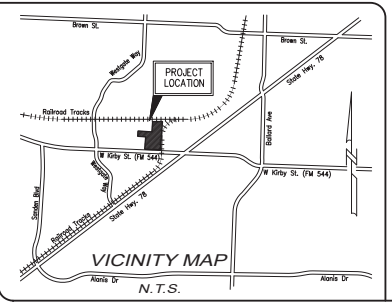 Brown St.
Brown St.
Westgate Way
State Hwy. 78
PROJECT
LOCATION
Railroad Tracks
Ballard Ave
W Kirby St. (FM 544)
W Kirby St. (FM 544)
Westgate Way
Sanden Blvd
Railroad Tracks
State Hwy. 78
VICINITY MAP
Alanis Dr
Alanis Dr
N.T.S.